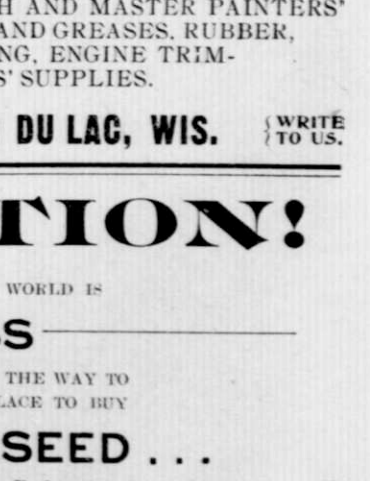 H AND MASTER PAINTERS'
AND GREASES, RUBBER,
NG, ENGINE TRIM-
S' SUPPLIES.
DU LAC, WIS. {WRITE
TO US.
TION!
WORLD IS
SS
THE WAY TO
LACE TO BUY
SEED . . .